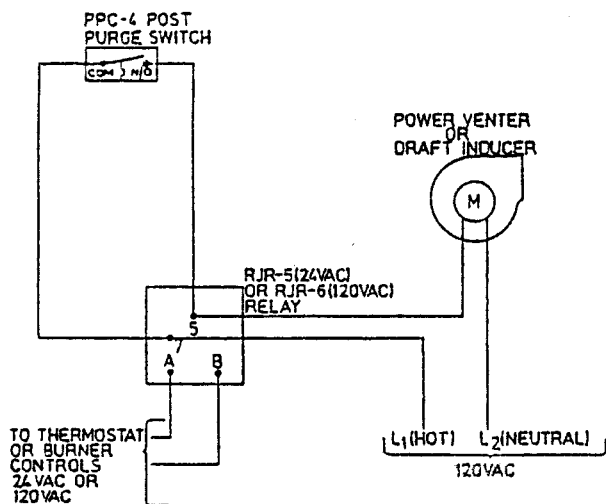 PPC-4 POST
PURGE SWITCH
COM N/O
POWER VENTER
OR
DRAFT INDUCER
M
RJR-5(24VAC)
OR RJR-6(120VAC)
RELAY
5
7
A B
TO THERMOSTAT
OR BURNER
CONTROLS
24VAC OR
120VAC
L1(HOT) L2(NEUTRAL)
120VAC